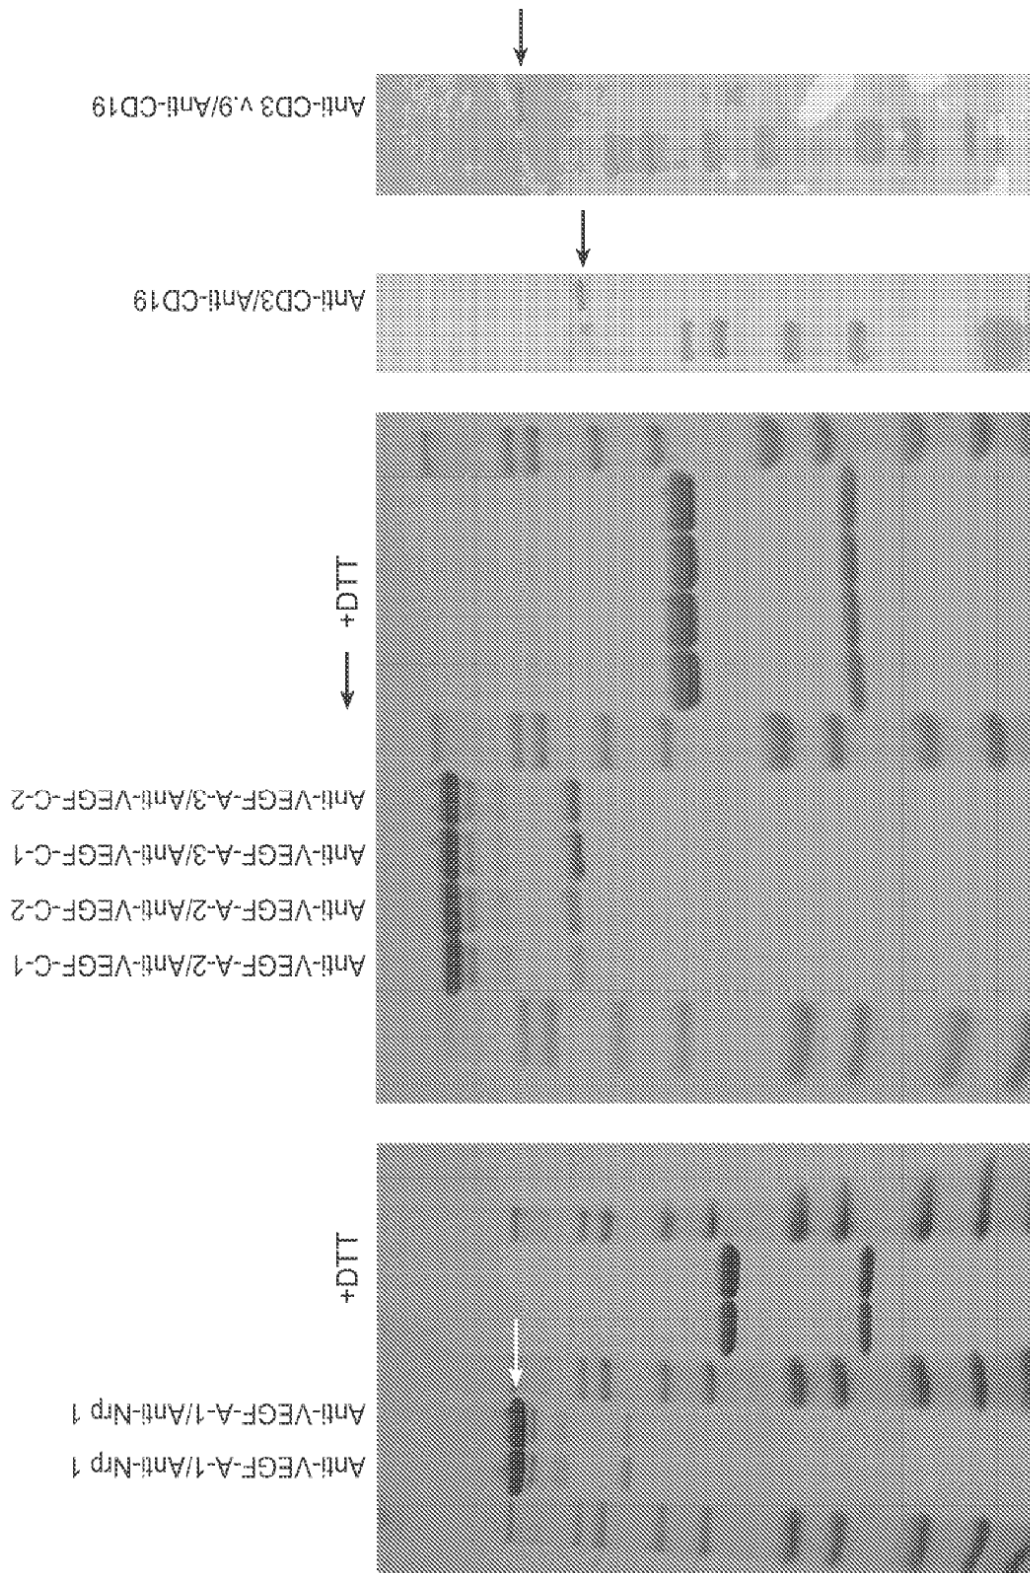 Anti-CD3 v.9/Anti-CD19
Anti-CD3/Anti-CD19
+DTT
Anti-VEGF-A-3/Anti-VEGF-C-2
Anti-VEGF-A-3/Anti-VEGF-C-1
Anti-VEGF-A-2/Anti-VEGF-C-2
Anti-VEGF-A-2/Anti-VEGF-C-1
+DTT
Anti-VEGF-A-1/Anti-Nrp 1
Anti-VEGF-A-1/Anti-Nrp 1